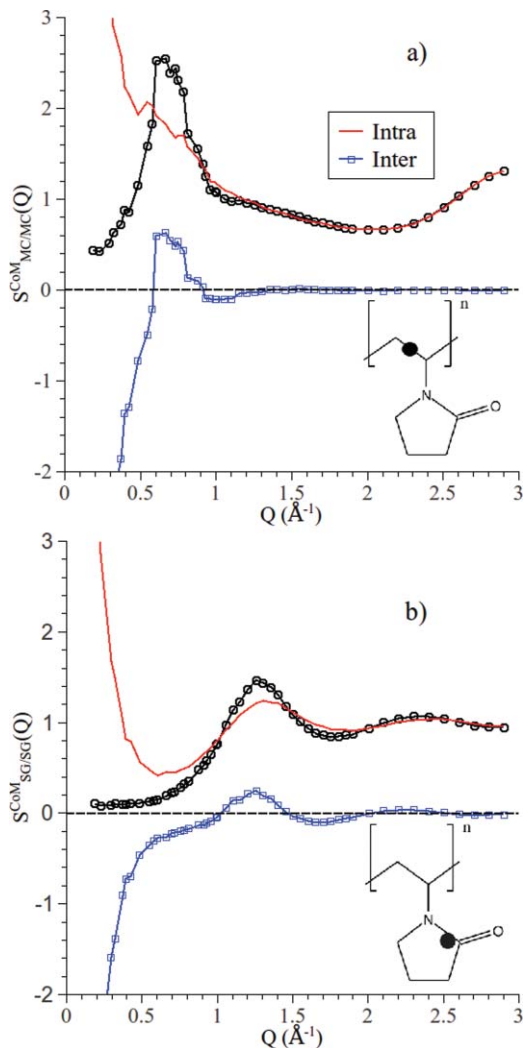 3
2
1
0
-1
-2
S^CoM_MC/MC(Q)
a)
Intra
Inter
n
N
O
0 0.5 1 1.5 2 2.5 3
Q (Å^-1)
3
2
1
0
-1
-2
S^CoM_SG/SG(Q)
b)
n
N
O
0 0.5 1 1.5 2 2.5 3
Q (Å^-1)